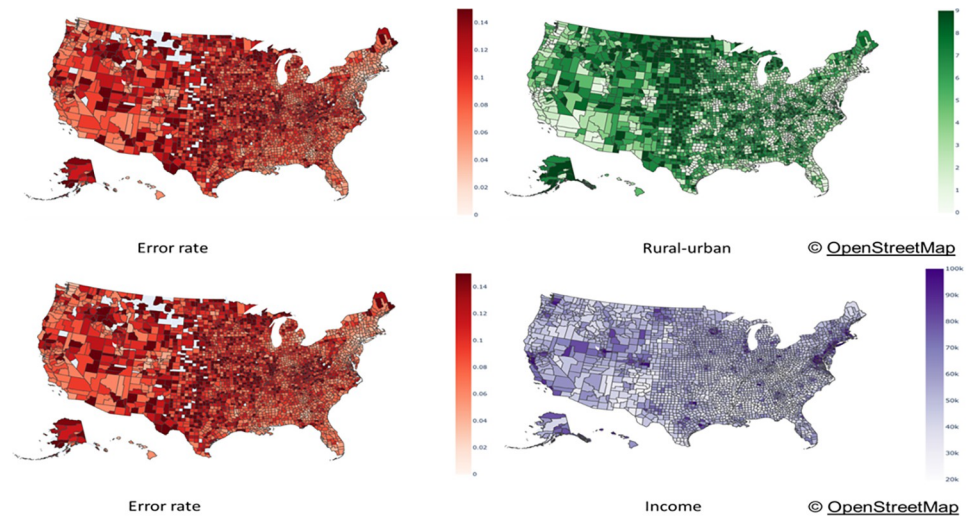 0.14
0.12
0.1
0.08
0.06
0.04
0.02
0
9
8
7
6
5
4
3
2
1
0
Error rate
Rural-urban
© OpenStreetMap
0.14
0.12
0.1
0.08
0.06
0.04
0.02
0
100k
90k
80k
70k
60k
50k
40k
30k
20k
Error rate
Income
© OpenStreetMap